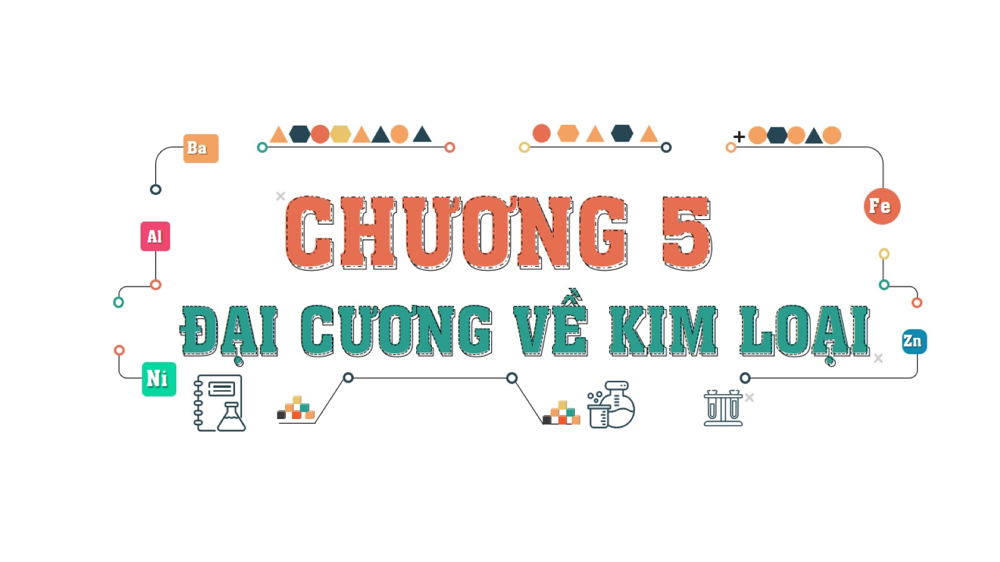 Ba
+
CHƯƠNG 5
Fe
Al
ĐẠI CƯƠNG VỀ KIM LOẠI
Zn
Ni